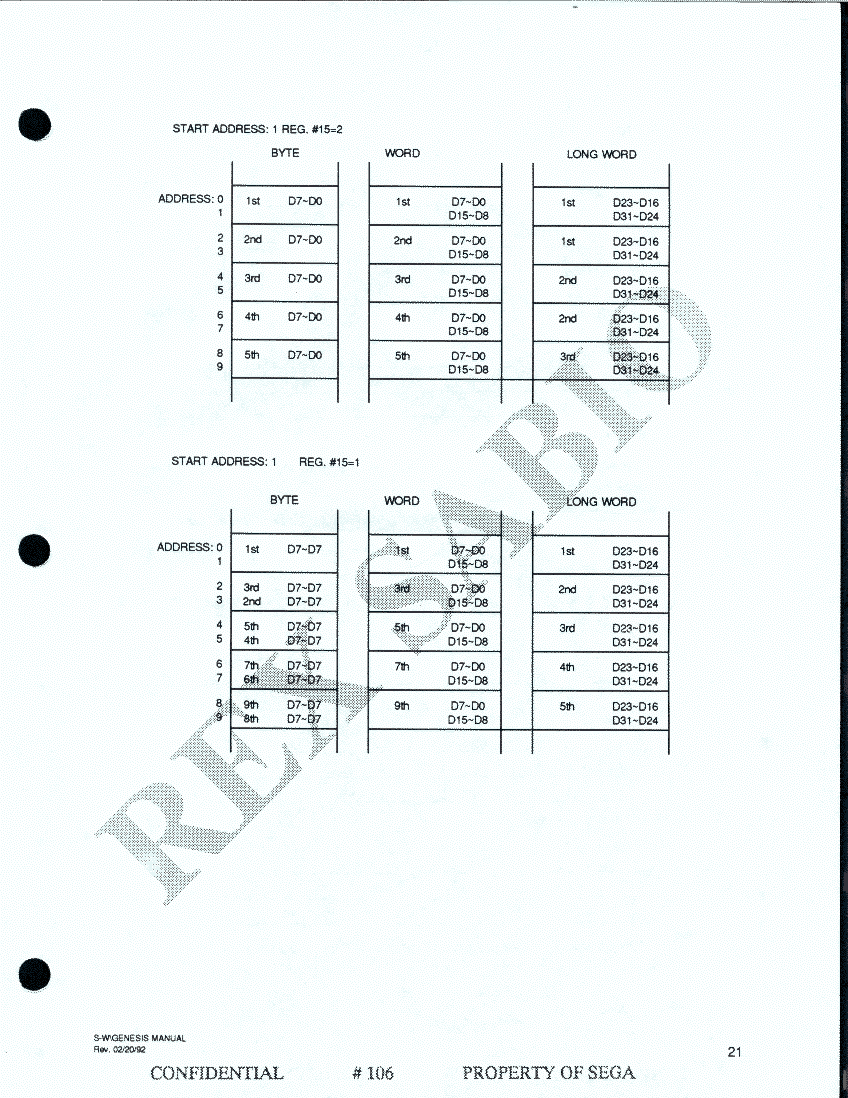 START ADDRESS: 1 REG. #15=2
BYTE WORD LONG WORD
ADDRESS: 0 1st D7~D0 1st D7~D0 1st D23~D16
1 D15~D8 D31~D24
2 2nd D7~D0 2nd D7~D0 1st D23~D16
3 D15~D8 D31~D24
4 3rd D7~D0 3rd D7~D0 2nd D23~D16
5 D15~D8 D31~D24
6 4th D7~D0 4th D7~D0 2nd D23~D16
7 D15~D8 D31~D24
8 5th D7~D0 5th D7~D0 3rd D23~D16
9 D15~D8 D31~D24
START ADDRESS: 1 REG. #15=1
BYTE WORD LONG WORD
ADDRESS: 0 1st D7~D7 1st D7~D0 1st D23~D16
1 D15~D8 D31~D24
2 3rd D7~D7 3rd D7~D0 2nd D23~D16
3 2nd D7~D7 D15~D8 D31~D24
4 5th D7~D7 5th D7~D0 3rd D23~D16
5 4th D7~D7 D15~D8 D31~D24
6 7th D7~D7 7th D7~D0 4th D23~D16
7 6th D7~D7 D15~D8 D31~D24
8 9th D7~D7 9th D7~D0 5th D23~D16
9 8th D7~D7 D15~D8 D31~D24
REX SABIO
S-W\GENESIS MANUAL
Rev. 02/20/92
21
CONFIDENTIAL # 106 PROPERTY OF SEGA